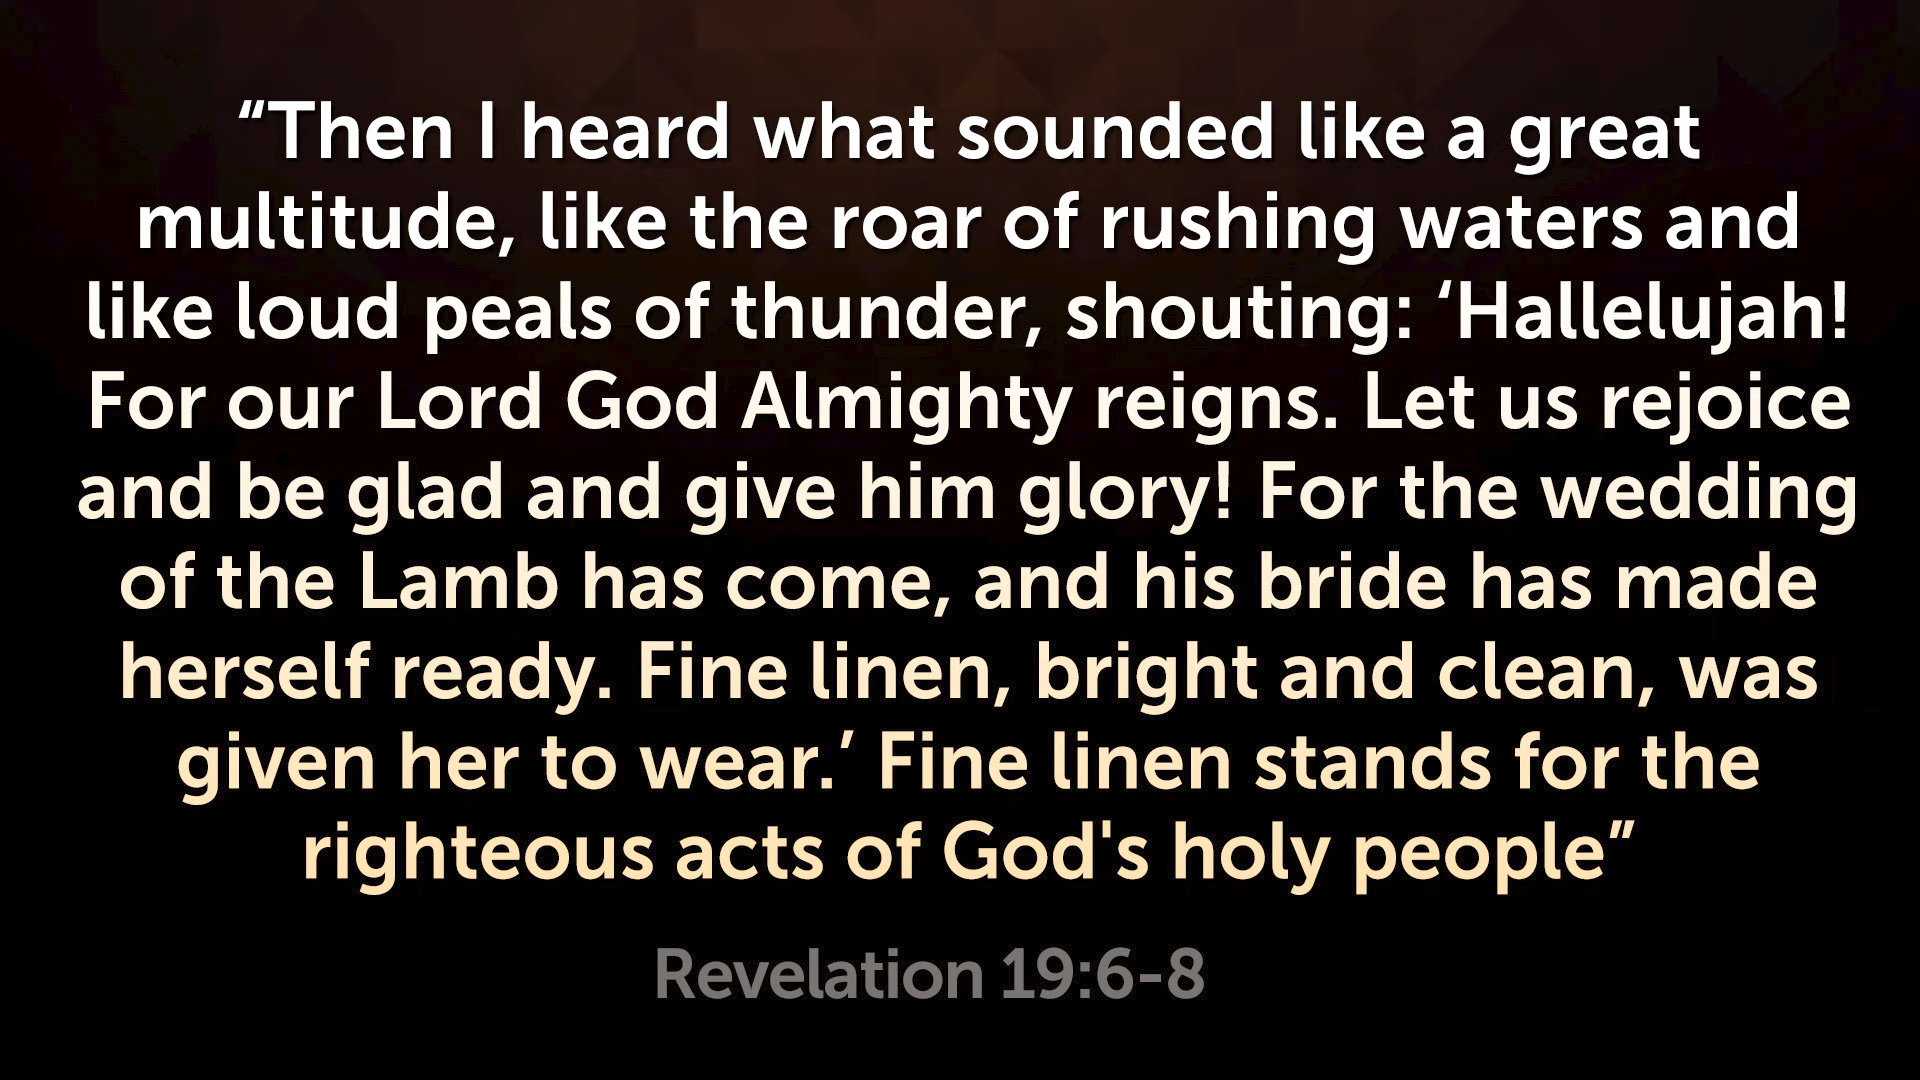 “Then I heard what sounded like a great
multitude, like the roar of rushing waters and
like loud peals of thunder, shouting: ‘Hallelujah!
For our Lord God Almighty reigns. Let us rejoice
and be glad and give him glory! For the wedding
of the Lamb has come, and his bride has made
herself ready. Fine linen, bright and clean, was
given her to wear.’ Fine linen stands for the
righteous acts of God's holy people”
Revelation 19:6-8